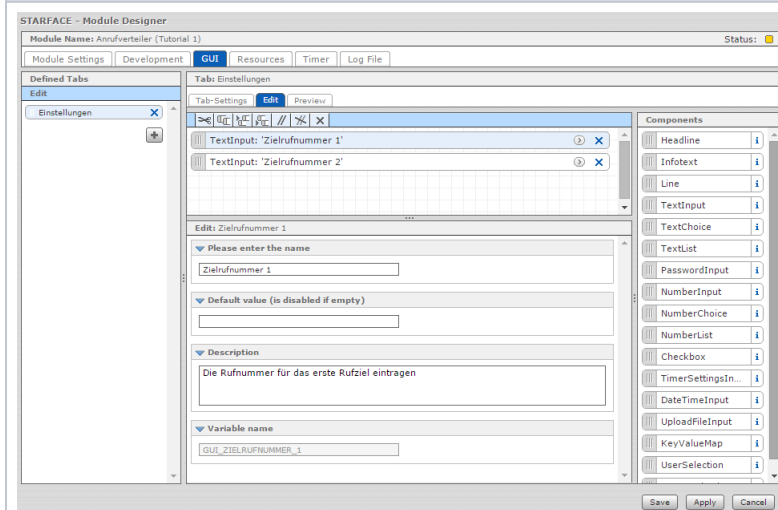 STARFACE - Module Designer
Module Name: Anrufverteiler (Tutorial 1)
Status:
Module Settings
Development
GUI
Resources
Timer
Log File
Defined Tabs
Edit
Einstellungen
Tab: Einstellungen
Tab-Settings
Edit
Preview
TextInput: 'Zielrufnummer 1'
TextInput: 'Zielrufnummer 2'
Edit: Zielrufnummer 1
Please enter the name
Zielrufnummer 1
Default value (is disabled if empty)
Description
Die Rufnummer für das erste Rufziel eintragen
Variable name
GUI_ZIELRUFNUMMER_1
Components
Headline
Infotext
Line
TextInput
TextChoice
TextList
PasswordInput
NumberInput
NumberChoice
NumberList
Checkbox
TimerSettingsIn...
DateTimeInput
UploadFileInput
KeyValueMap
UserSelection
Save
Apply
Cancel